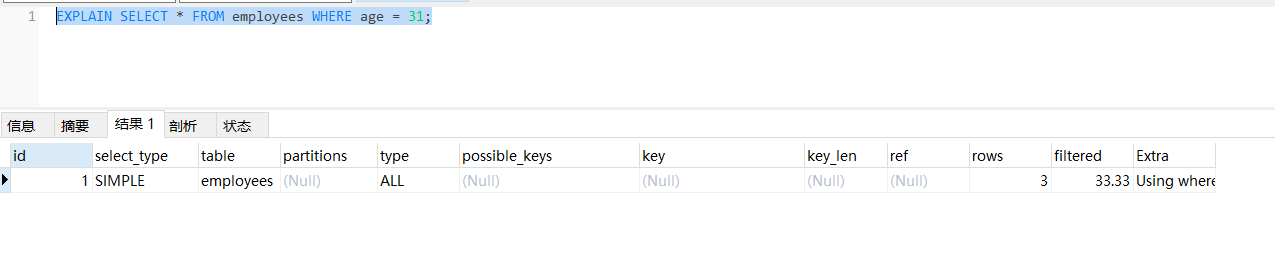 1 EXPLAIN SELECT * FROM employees WHERE age = 31;
信息 摘要 结果 1 剖析 状态
id select_type table partitions type possible_keys key key_len ref rows filtered Extra
1 SIMPLE employees (Null) ALL (Null) (Null) (Null) (Null) 3 33.33 Using where